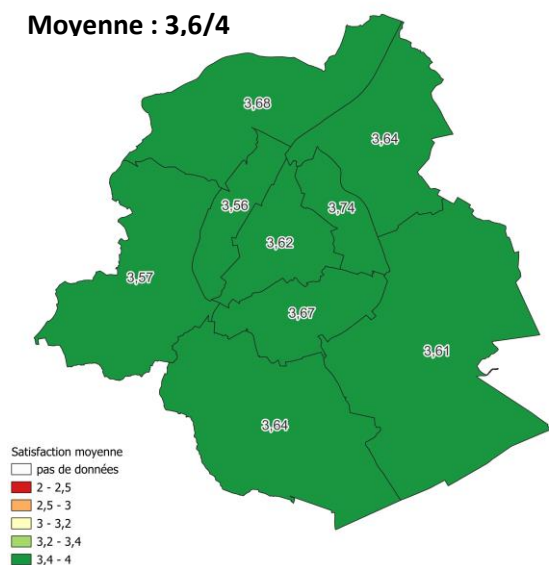 Moyenne : 3,6/4
3,68
3,64
3,56
3,74
3,62
3,57
3,67
3,61
3,64
Satisfaction moyenne
pas de données
2 - 2,5
2,5 - 3
3 - 3,2
3,2 - 3,4
3,4 - 4